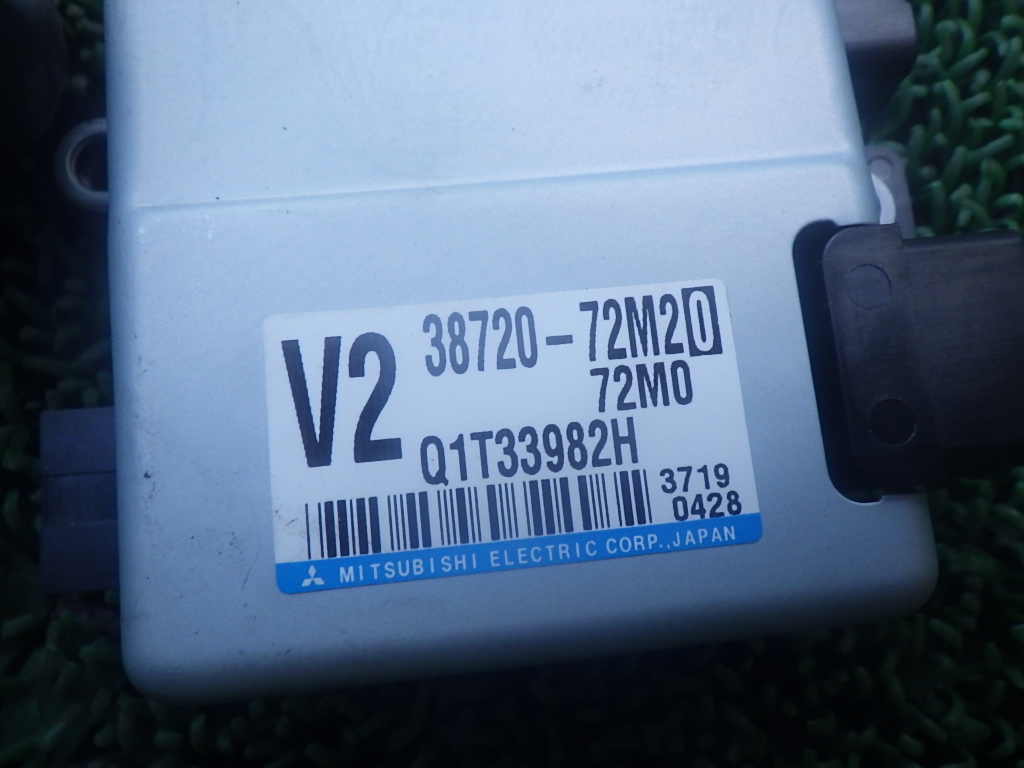 V2
38720-72M20
72M0
Q1T33982H
3719
0428
MITSUBISHI ELECTRIC CORP., JAPAN